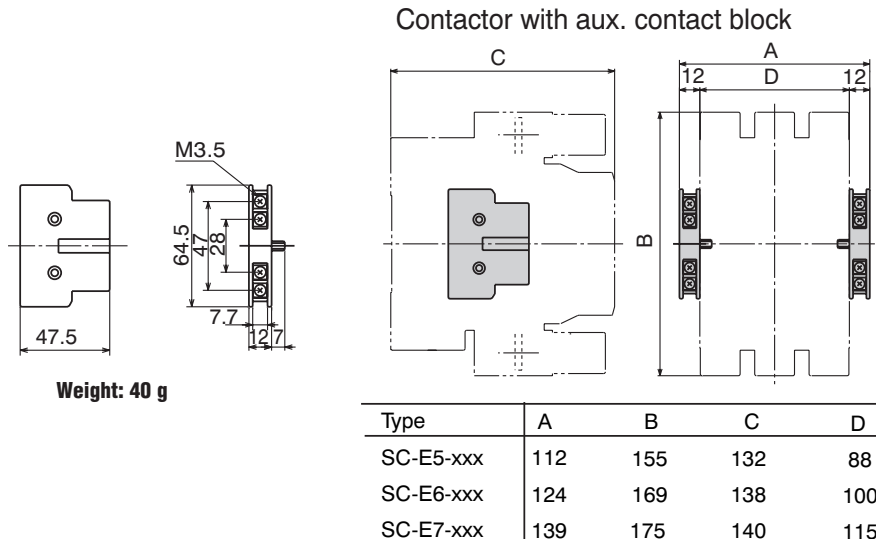 Contactor with aux. contact block
C
A
12 D 12
M3.5
64.5
47
28
B
7.7
47.5
12 7
Weight: 40 g
Type A B C D
SC-E5-xxx 112 155 132 88
SC-E6-xxx 124 169 138 100
SC-E7-xxx 139 175 140 115